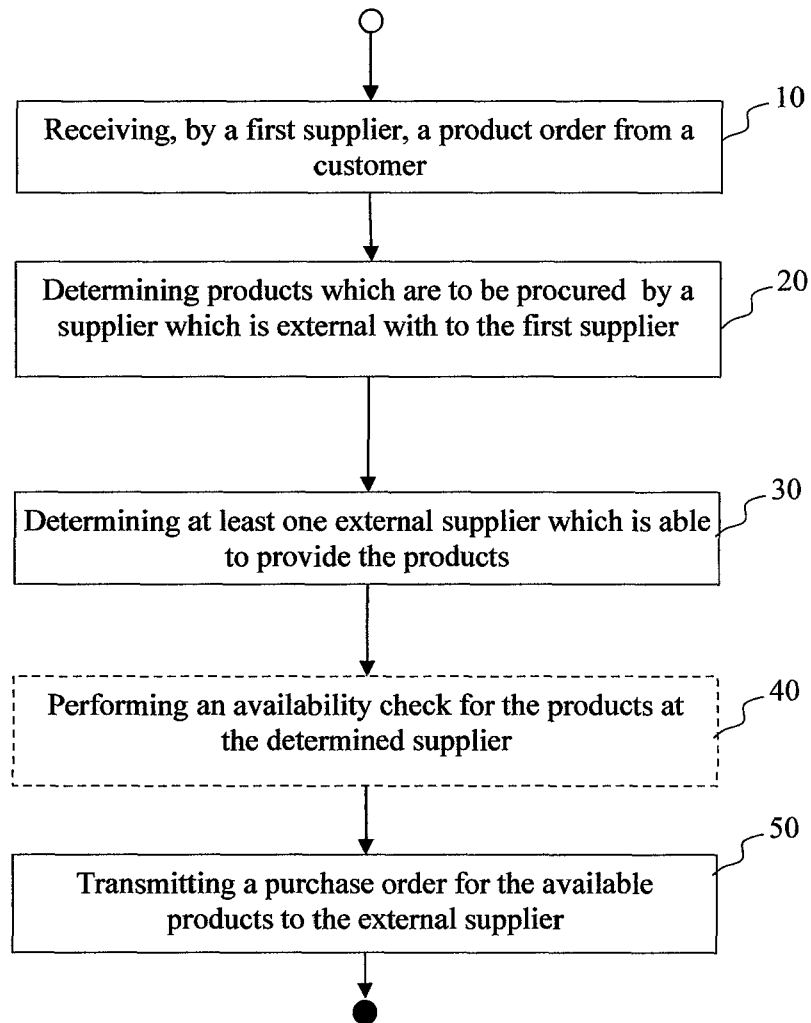 10
Receiving, by a first supplier, a product order from a
customer
20
Determining products which are to be procured by a
supplier which is external with to the first supplier
30
Determining at least one external supplier which is able
to provide the products
40
Performing an availability check for the products at
the determined supplier
50
Transmitting a purchase order for the available
products to the external supplier